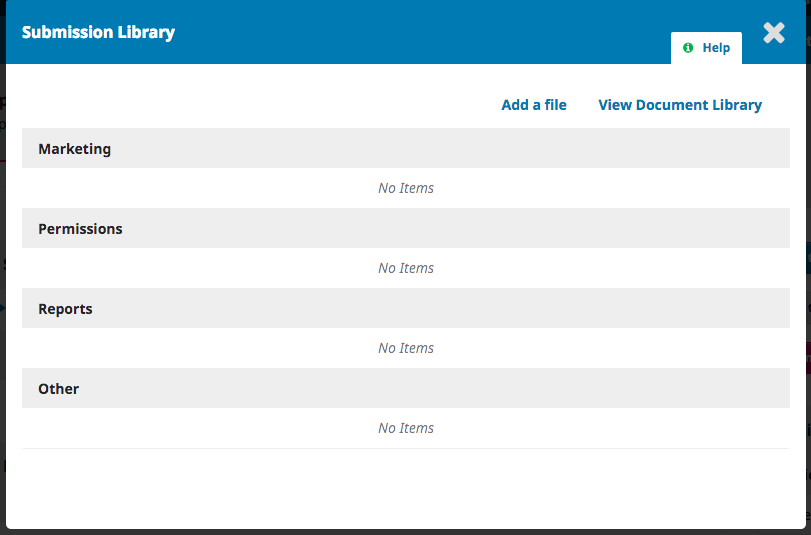 Submission Library
Help
Add a file
View Document Library
Marketing
No Items
Permissions
No Items
Reports
No Items
Other
No Items